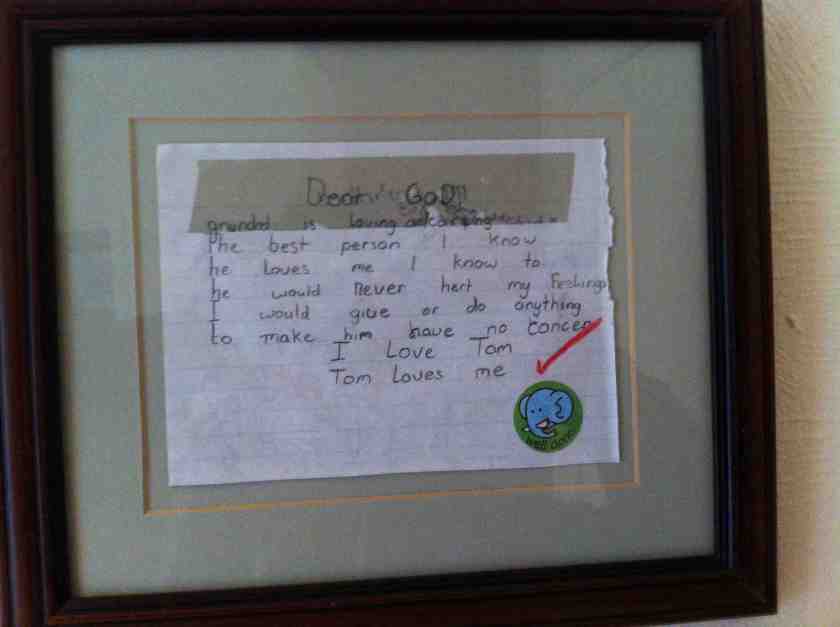 Dear God
grandad is loving and caring
The best person I know
he loves me I know to
he would never hert my feelings
I would give or do anything
to make him have no concer
I Love Tom
Tom Loves me
well done